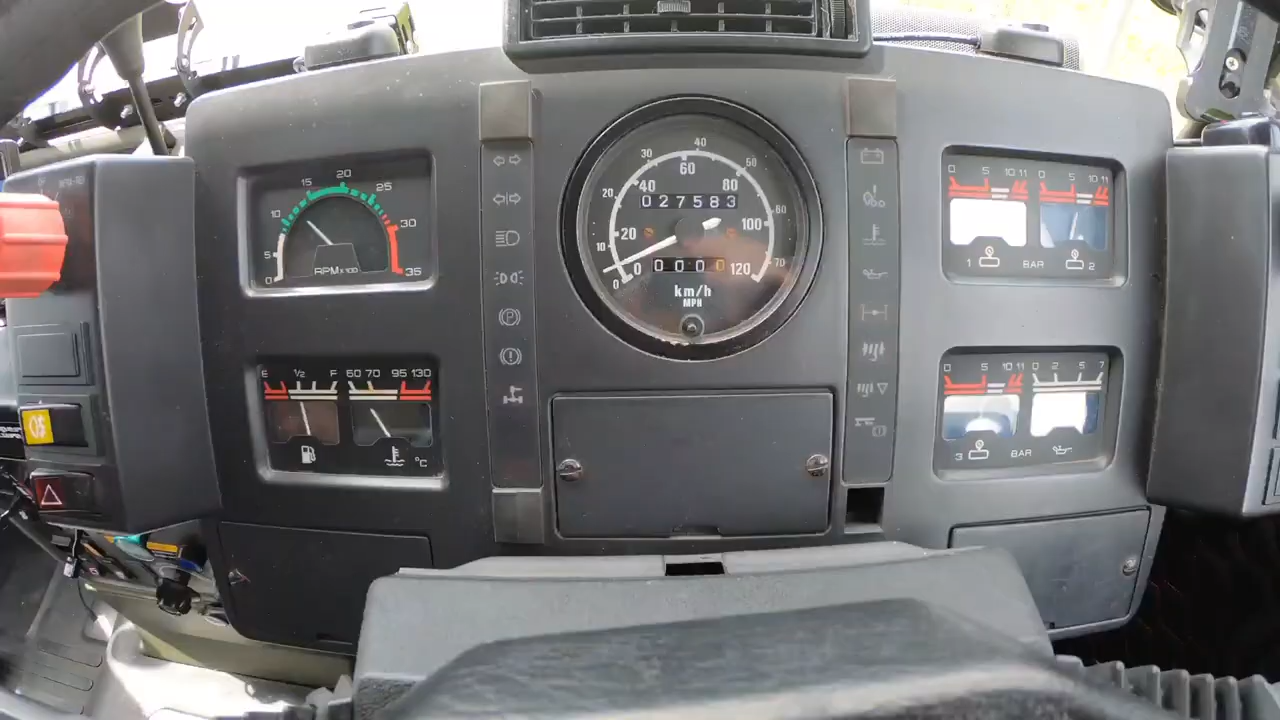 0 5 10 15 20 25 30 35
RPM x 100
E ½ F 60 70 95 130
°C
0 10 20 30 40 50 60 70
0 20 40 60 80 100 120
027583
0000
km/h
MPH
0 5 10 11 0 5 10 11
1 BAR 2
0 5 10 11 0 2 5 7
3 BAR
P